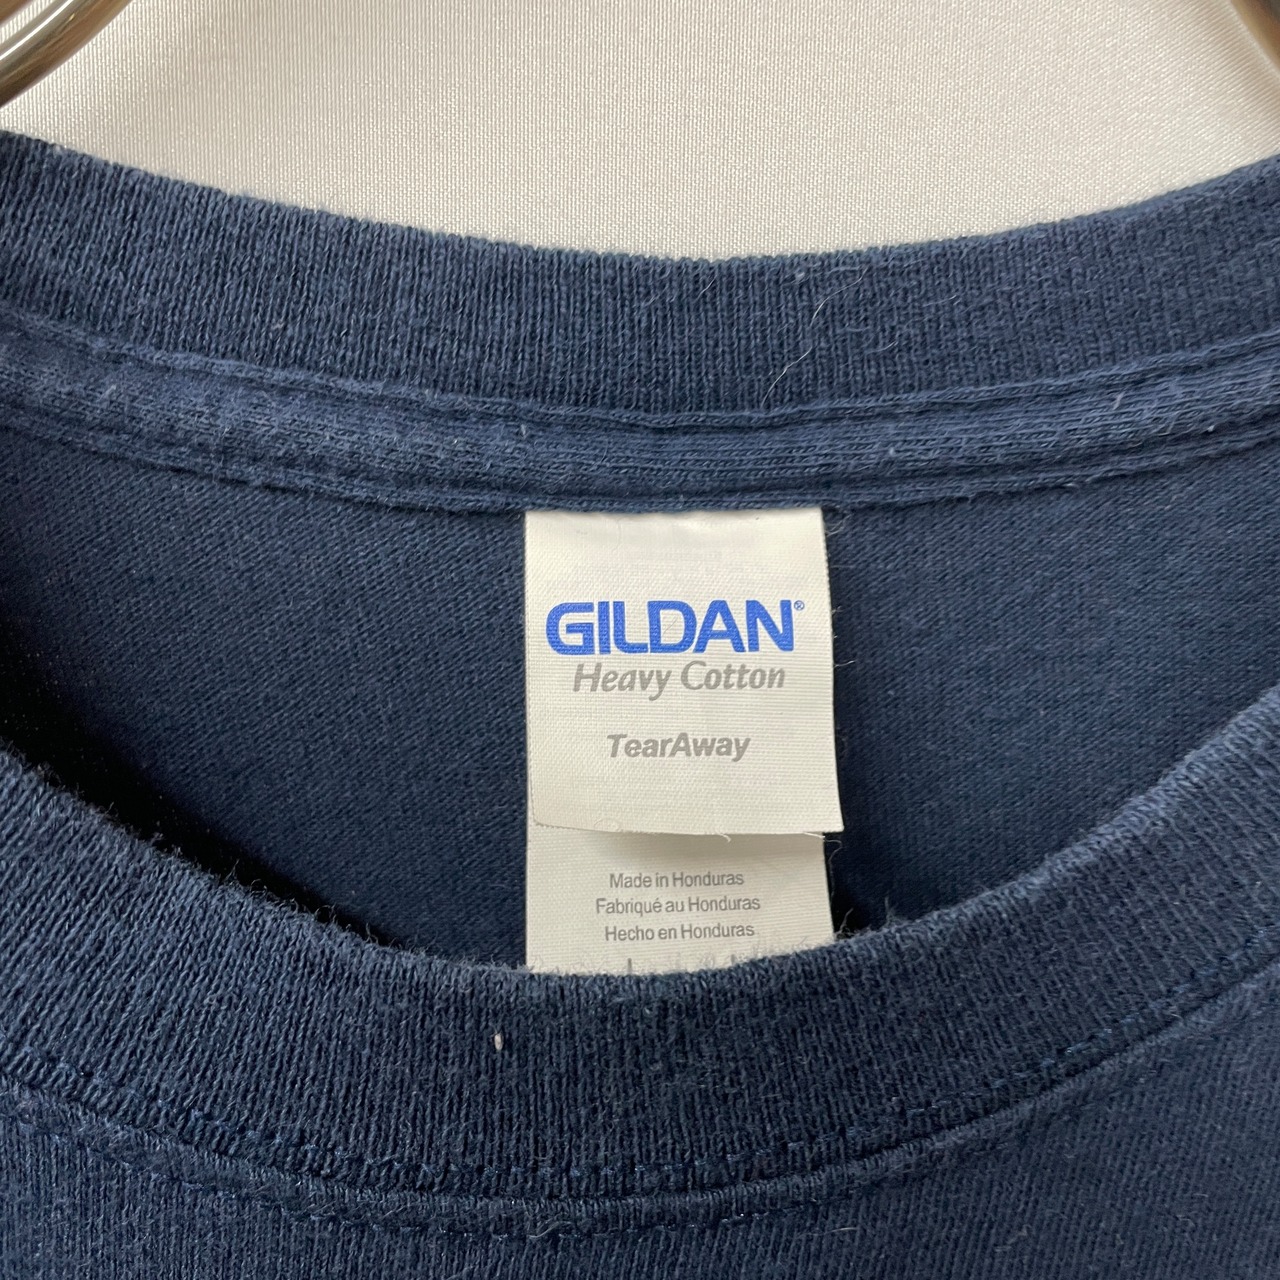 GILDAN®
Heavy Cotton
TearAway
Made in Honduras
Fabriqué au Honduras
Hecho en Honduras